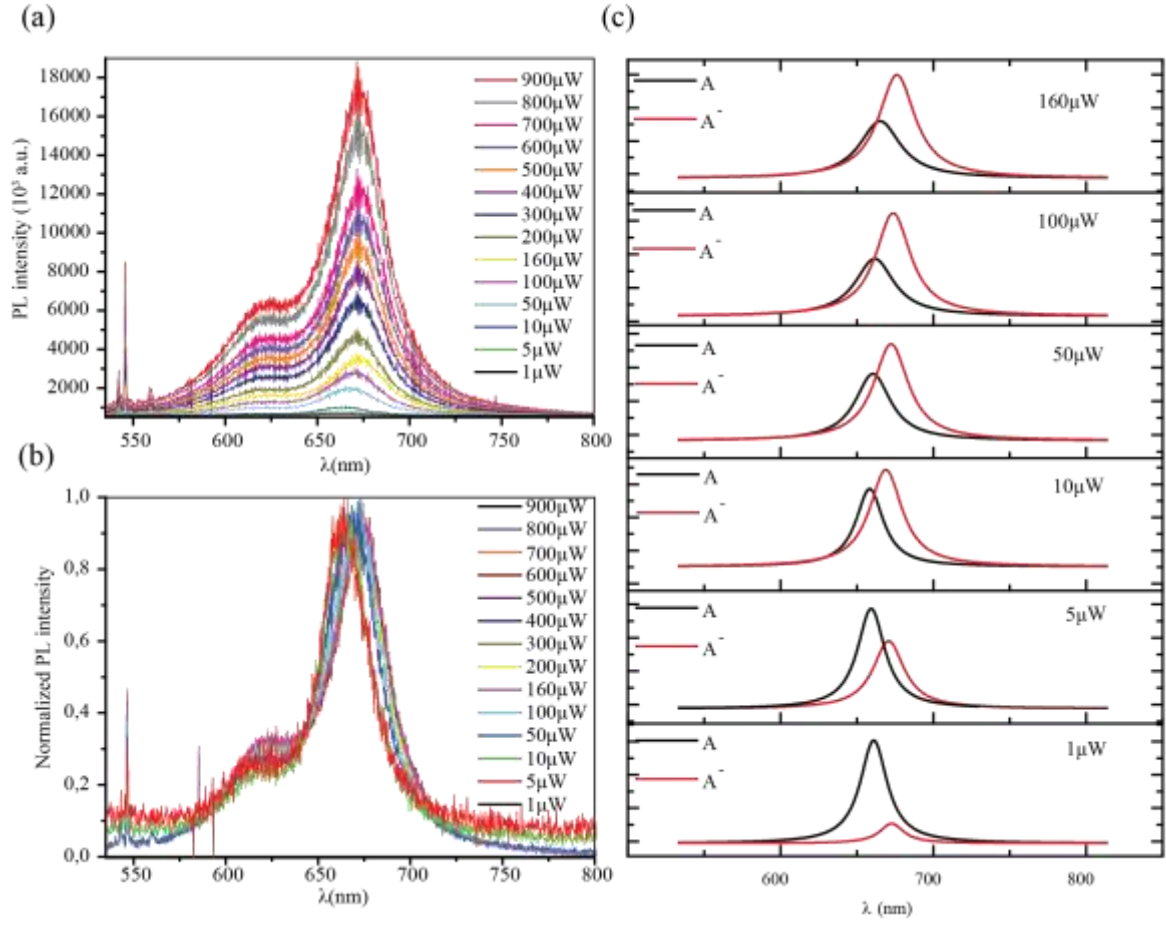 (a)
PL intensity (10³ a.u.)
18000
16000
14000
12000
10000
8000
6000
4000
2000
900µW
800µW
700µW
600µW
500µW
400µW
300µW
200µW
160µW
100µW
50µW
10µW
5µW
1µW
550 600 650 700 750 800
λ(nm)
(b)
Normalized PL intensity
1,0
0,8
0,6
0,4
0,2
0,0
900µW
800µW
700µW
600µW
500µW
400µW
300µW
200µW
160µW
100µW
50µW
10µW
5µW
1µW
550 600 650 700 750 800
λ(nm)
(c)
A
A⁻
160µW
A
A⁻
100µW
A
A⁻
50µW
A
A⁻
10µW
A
A⁻
5µW
A
A⁻
1µW
600 700 800
λ (nm)